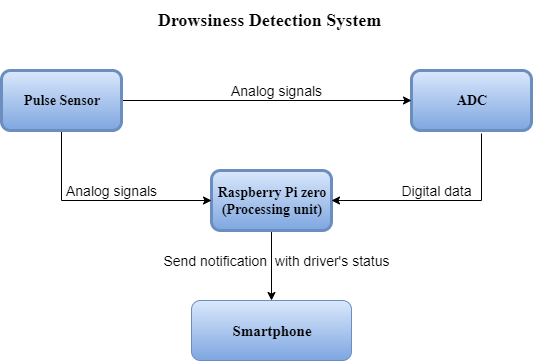 Drowsiness Detection System
Analog signals
Pulse Sensor
ADC
Analog signals
Raspberry Pi zero
(Processing unit)
Digital data
Send notification with driver's status
Smartphone